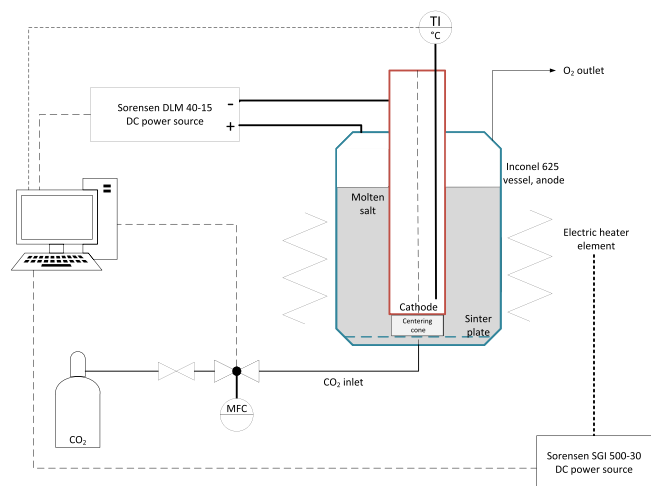 TI
°C
O₂ outlet
Sorensen DLM 40-15
DC power source
-
+
Inconel 625
vessel, anode
Molten
salt
Electric heater
element
Cathode
Centering
cone
Sinter
plate
CO₂ inlet
MFC
CO₂
Sorensen SGI 500-30
DC power source